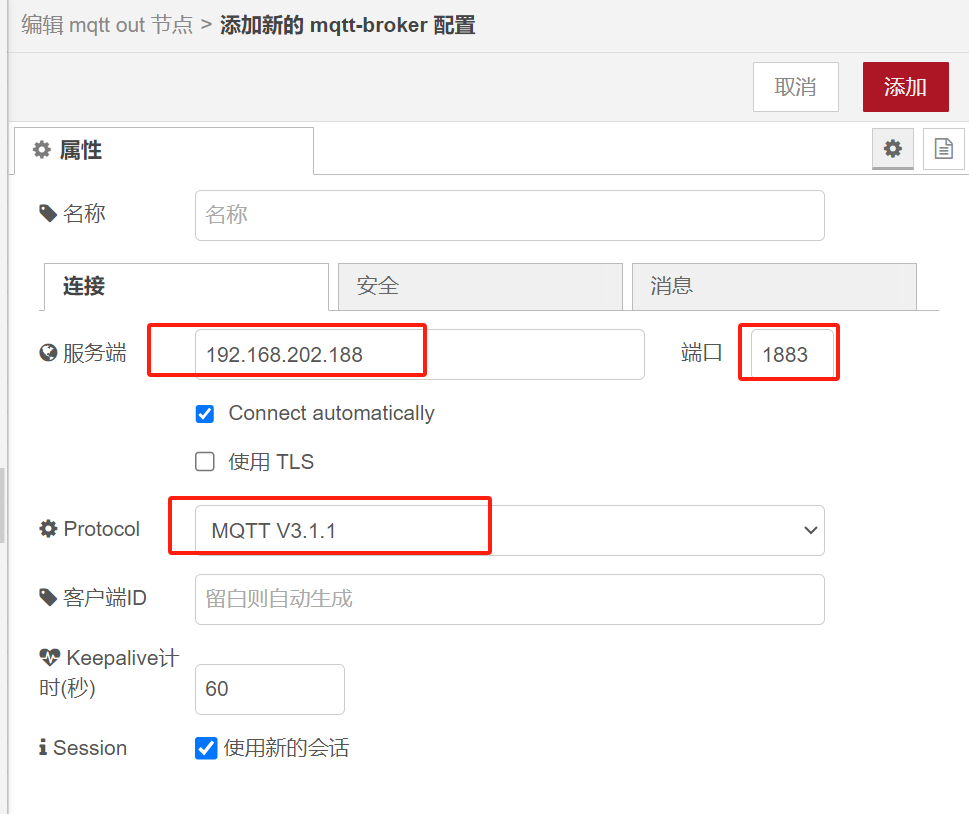 编辑 mqtt out 节点 > 添加新的 mqtt-broker 配置
取消 添加
属性
名称 名称
连接 安全 消息
服务端 192.168.202.188 端口 1883
Connect automatically
使用 TLS
Protocol MQTT V3.1.1
客户端ID 留白则自动生成
Keepalive计
时(秒) 60
Session 使用新的会话